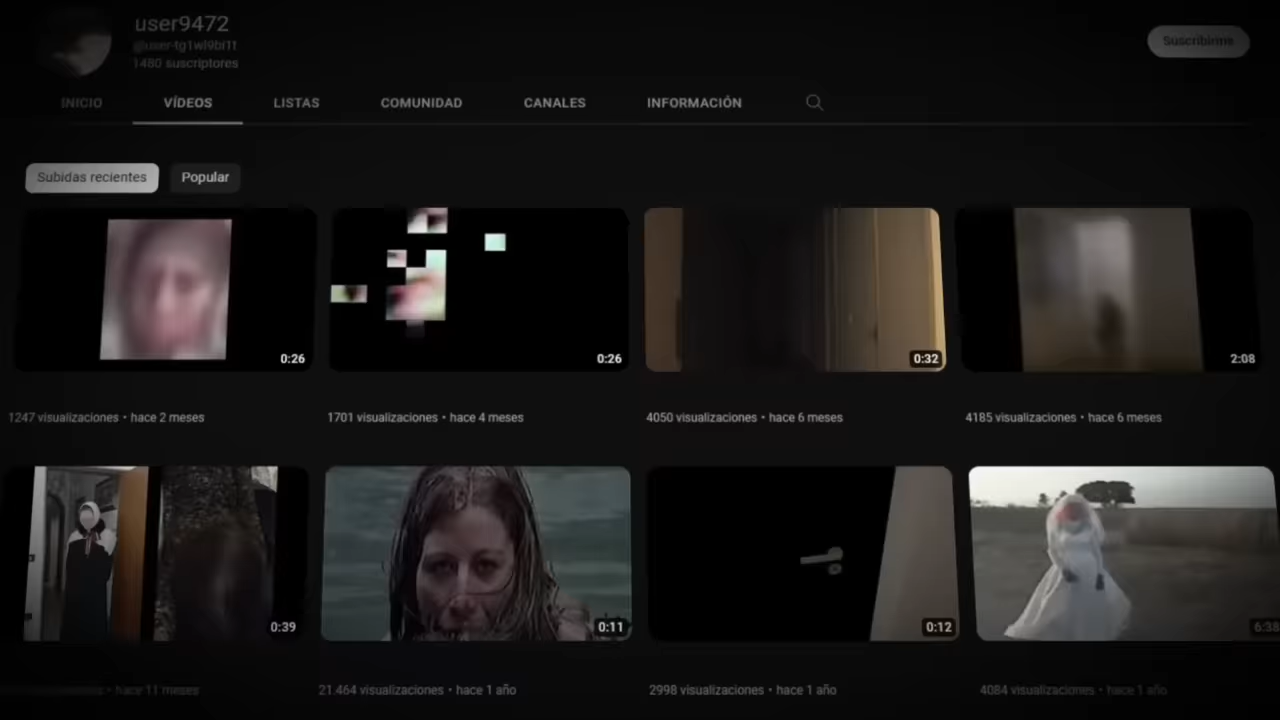 user9472
@user-tg1wl9bi1t
1480 suscriptores
Suscribirme
INICIO
VÍDEOS
LISTAS
COMUNIDAD
CANALES
INFORMACIÓN
Subidas recientes
Popular
0:26
0:26
0:32
2:08
1247 visualizaciones • hace 2 meses
1701 visualizaciones • hace 4 meses
4050 visualizaciones • hace 6 meses
4185 visualizaciones • hace 6 meses
0:39
0:11
0:12
6:38
hace 11 meses
21.464 visualizaciones • hace 1 año
2998 visualizaciones • hace 1 año
4084 visualizaciones • hace 1 año